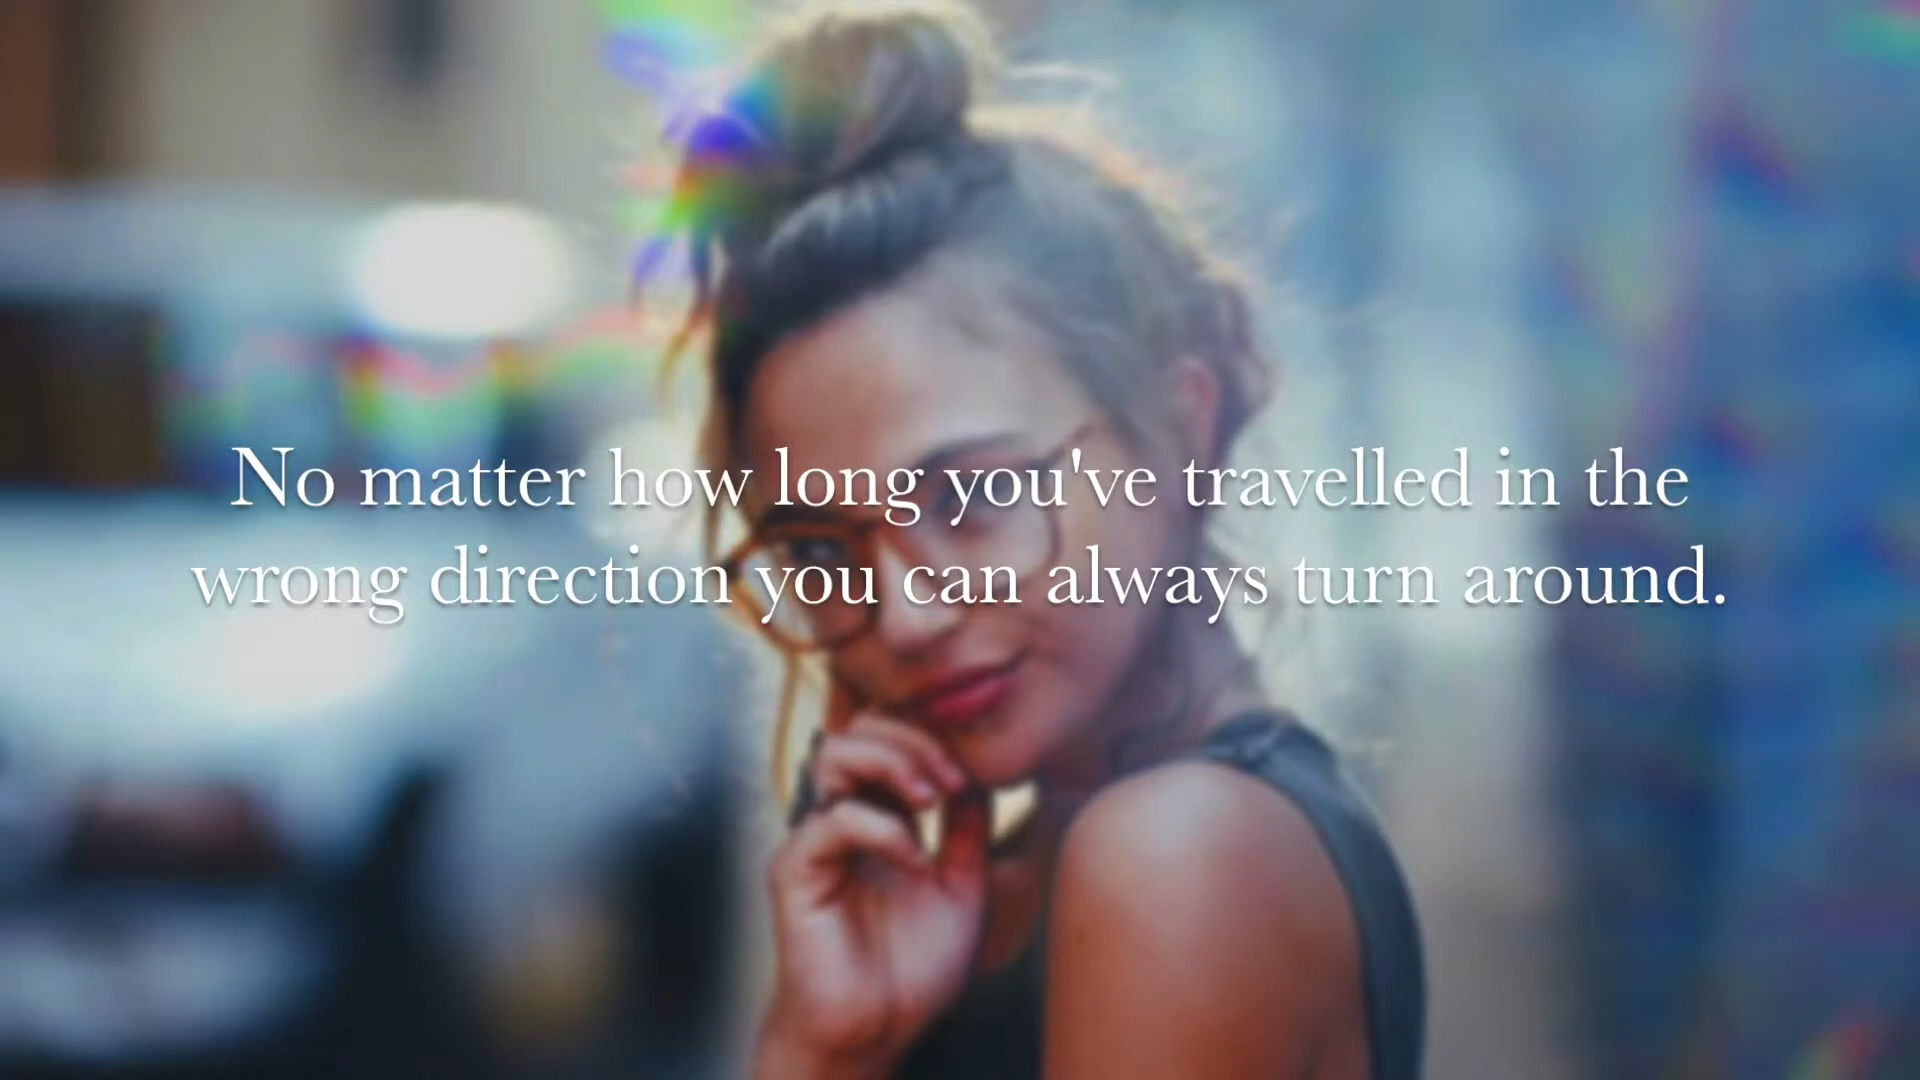 No matter how long you've travelled in the
wrong direction you can always turn around.